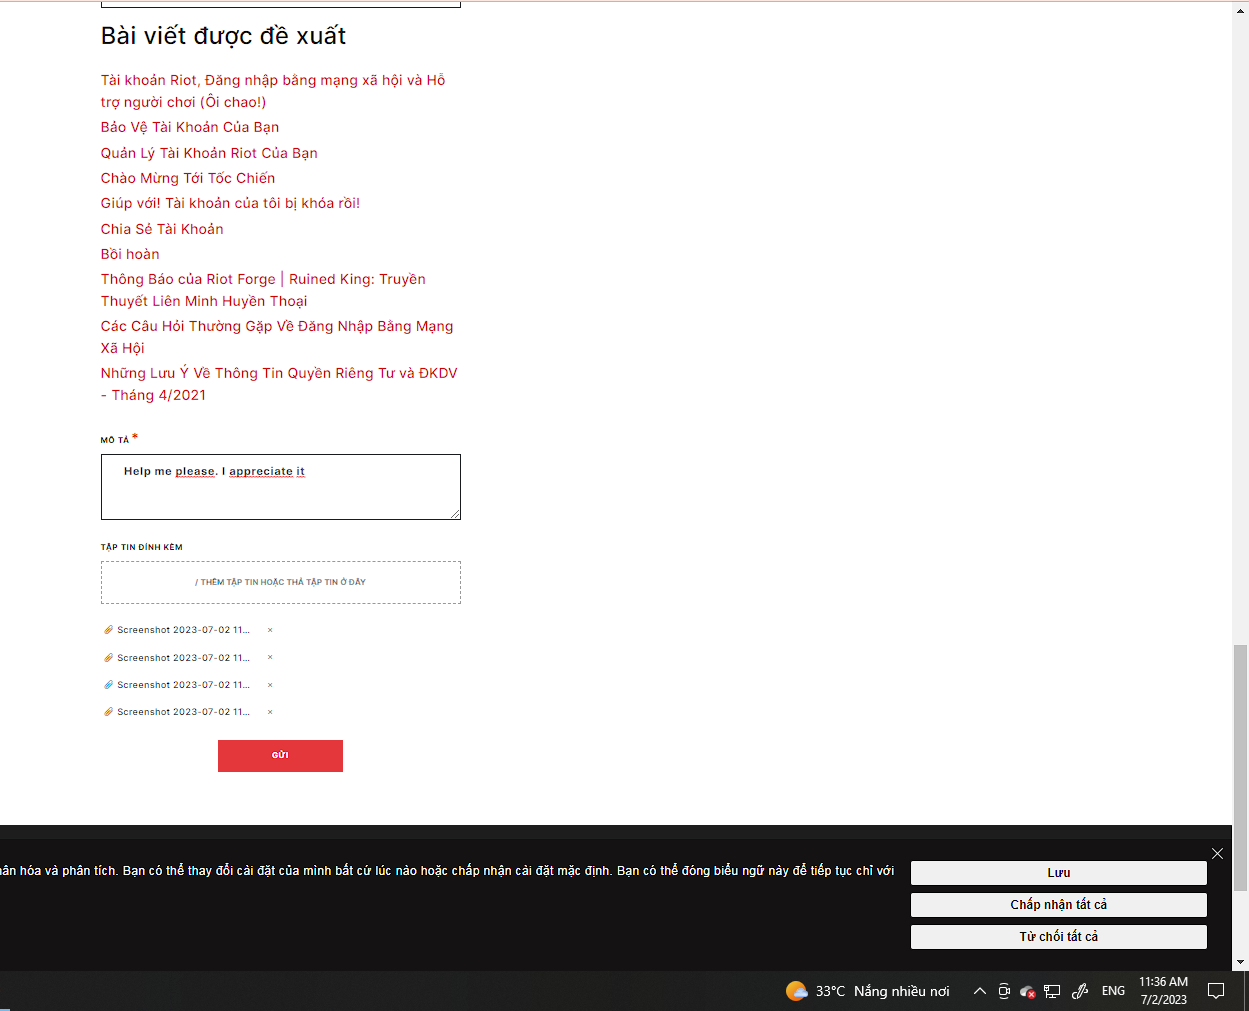 Bài viết được đề xuất
Tài khoản Riot, Đăng nhập bằng mạng xã hội và Hỗ
trợ người chơi (Ôi chao!)
Bảo Vệ Tài Khoản Của Bạn
Quản Lý Tài Khoản Riot Của Bạn
Chào Mừng Tới Tốc Chiến
Giúp với! Tài khoản của tôi bị khóa rồi!
Chia Sẻ Tài Khoản
Bồi hoàn
Thông Báo của Riot Forge | Ruined King: Truyền
Thuyết Liên Minh Huyền Thoại
Các Câu Hỏi Thường Gặp Về Đăng Nhập Bằng Mạng
Xã Hội
Những Lưu Ý Về Thông Tin Quyền Riêng Tư và ĐKDV
- Tháng 4/2021
MÔ TẢ *
Help me please. I appreciate it
TẬP TIN ĐÍNH KÈM
/ THÊM TẬP TIN HOẶC THẢ TẬP TIN Ở ĐÂY
Screenshot 2023-07-02 11... ×
Screenshot 2023-07-02 11... ×
Screenshot 2023-07-02 11... ×
Screenshot 2023-07-02 11... ×
GỬI
hóa và phân tích. Bạn có thể thay đổi cài đặt của mình bất cứ lúc nào hoặc chấp nhận cài đặt mặc định. Bạn có thể đóng biểu ngữ này để tiếp tục chỉ với
Lưu
Chấp nhận tất cả
Từ chối tất cả
33°C Nắng nhiều nơi
ENG
11:36 AM
7/2/2023